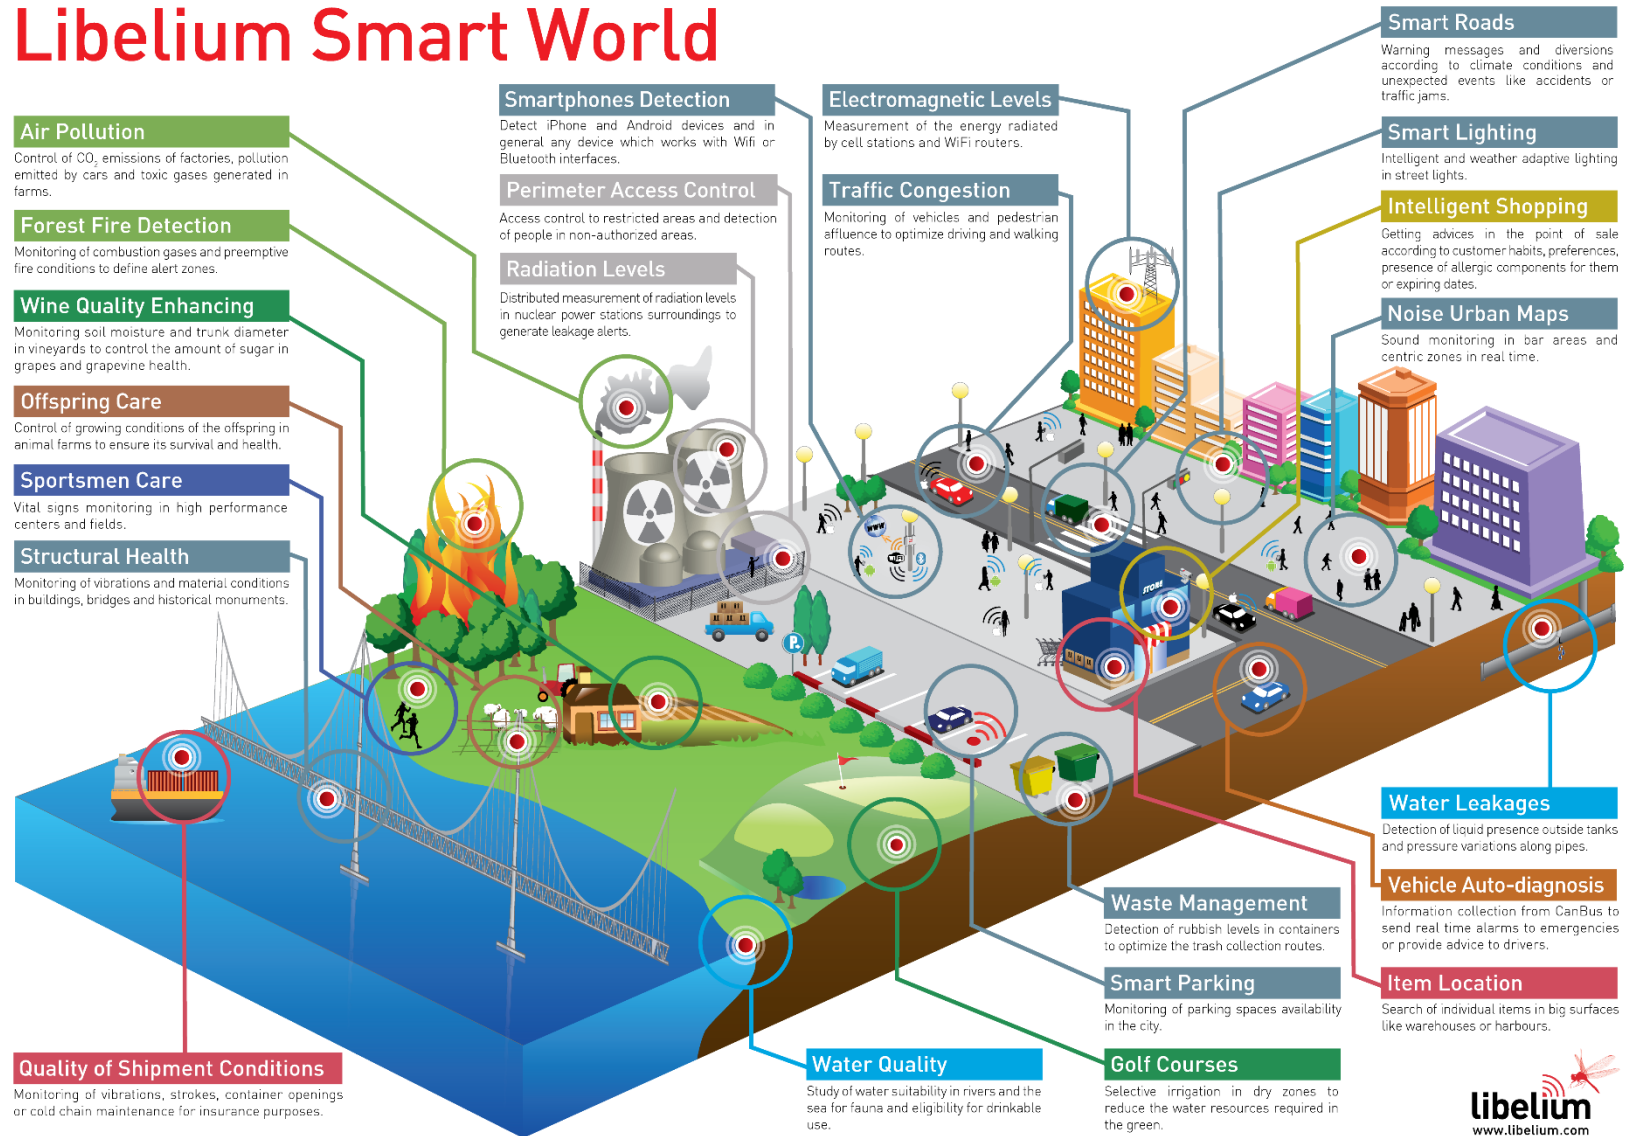 Libelium Smart World
Air Pollution
Control of CO2 emissions of factories, pollution
emitted by cars and toxic gases generated in
farms.
Forest Fire Detection
Monitoring of combustion gases and preemptive
fire conditions to define alert zones.
Wine Quality Enhancing
Monitoring soil moisture and trunk diameter
in vineyards to control the amount of sugar in
grapes and grapevine health.
Offspring Care
Control of growing conditions of the offspring in
animal farms to ensure its survival and health.
Sportsmen Care
Vital signs monitoring in high performance
centers and fields.
Structural Health
Monitoring of vibrations and material conditions
in buildings, bridges and historical monuments.
Quality of Shipment Conditions
Monitoring of vibrations, strokes, container openings
or cold chain maintenance for insurance purposes.
Smartphones Detection
Detect iPhone and Android devices and in
general any device which works with Wifi or
Bluetooth interfaces.
Perimeter Access Control
Access control to restricted areas and detection
of people in non-authorized areas.
Radiation Levels
Distributed measurement of radiation levels
in nuclear power stations surroundings to
generate leakage alerts.
Electromagnetic Levels
Measurement of the energy radiated
by cell stations and WiFi routers.
Traffic Congestion
Monitoring of vehicles and pedestrian
affluence to optimize driving and walking
routes.
Smart Roads
Warning messages and diversions
according to climate conditions and
unexpected events like accidents or
traffic jams.
Smart Lighting
Intelligent and weather adaptive lighting
in street lights.
Intelligent Shopping
Getting advices in the point of sale
according to customer habits, preferences,
presence of allergic components for them
or expiring dates.
Noise Urban Maps
Sound monitoring in bar areas and
centric zones in real time.
www
WiFi
STORE
P
Water Leakages
Detection of liquid presence outside tanks
and pressure variations along pipes.
Vehicle Auto-diagnosis
Information collection from CanBus to
send real time alarms to emergencies
or provide advice to drivers.
Item Location
Search of individual items in big surfaces
like warehouses or harbours.
Waste Management
Detection of rubbish levels in containers
to optimize the trash collection routes.
Smart Parking
Monitoring of parking spaces availability
in the city.
Golf Courses
Selective irrigation in dry zones to
reduce the water resources required in
the green.
Water Quality
Study of water suitability in rivers and the
sea for fauna and eligibility for drinkable
use.
libelium
www.libelium.com